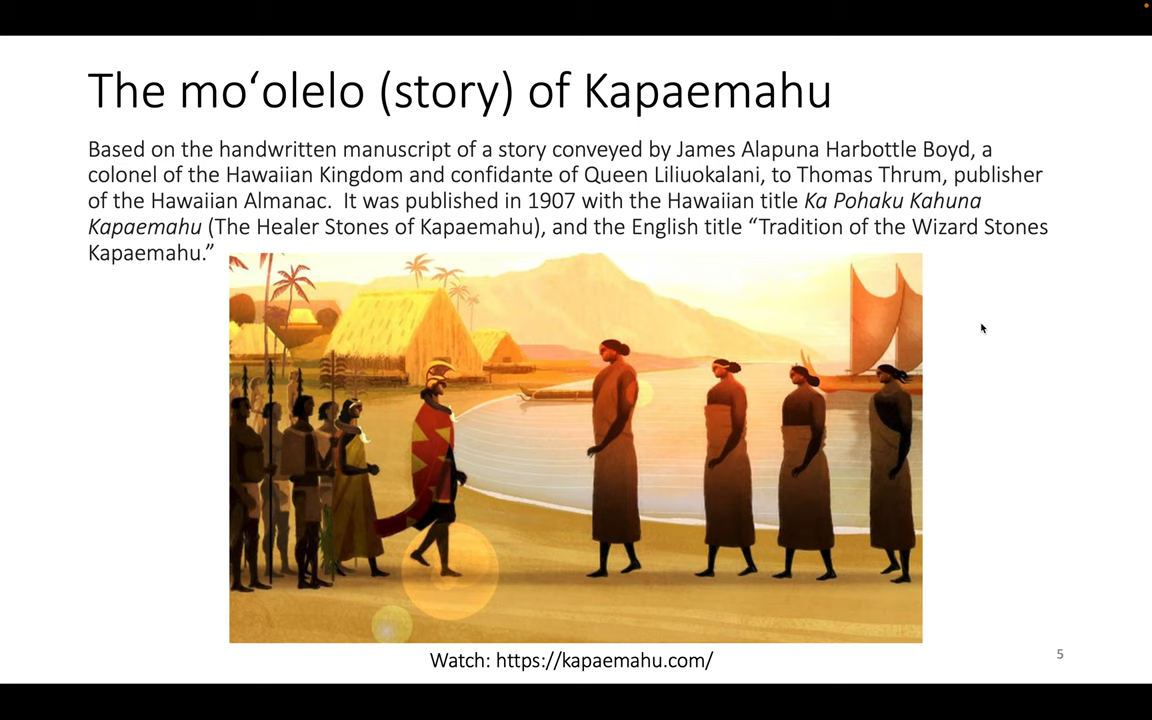 The moʻolelo (story) of Kapaemahu
Based on the handwritten manuscript of a story conveyed by James Alapuna Harbottle Boyd, a
colonel of the Hawaiian Kingdom and confidante of Queen Liliuokalani, to Thomas Thrum, publisher
of the Hawaiian Almanac.  It was published in 1907 with the Hawaiian title Ka Pohaku Kahuna
Kapaemahu (The Healer Stones of Kapaemahu), and the English title “Tradition of the Wizard Stones
Kapaemahu.”
Watch: https://kapaemahu.com/
5